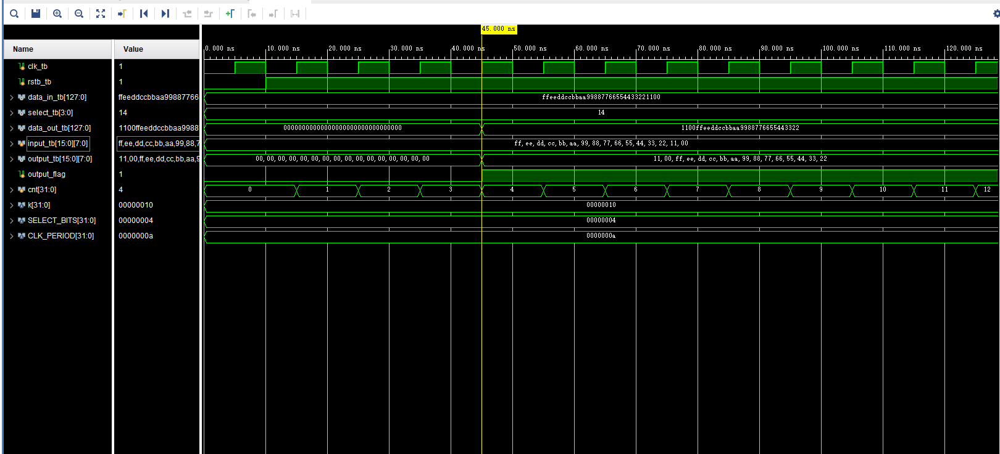 45.000 ns
Name Value
0.000 ns 10.000 ns 20.000 ns 30.000 ns 40.000 ns 50.000 ns 60.000 ns 70.000 ns 80.000 ns 90.000 ns 100.000 ns 110.000 ns 120.000 ns
clk_tb 1
rstb_tb 1
data_in_tb[127:0] ffeeddccbbaa99887766 ffeeddccbbaa99887766554433221100
select_tb[3:0] 14 14
data_out_tb[127:0] 1100ffeeddccbbaa9988 00000000000000000000000000000000 1100ffeeddccbbaa9988776655443322
input_tb[15:0][7:0] ff,ee,dd,cc,bb,aa,99,88,7 ff,ee,dd,cc,bb,aa,99,88,77,66,55,44,33,22,11,00
output_tb[15:0][7:0] 11,00,ff,ee,dd,cc,bb,aa,9 00,00,00,00,00,00,00,00,00,00,00,00,00,00,00,00 11,00,ff,ee,dd,cc,bb,aa,99,88,77,66,55,44,33,22
output_flag 1
cnt[31:0] 4 0 1 2 3 4 5 6 7 8 9 10 11 12
k[31:0] 00000010 00000010
SELECT_BITS[31:0] 00000004 00000004
CLK_PERIOD[31:0] 0000000a 0000000a